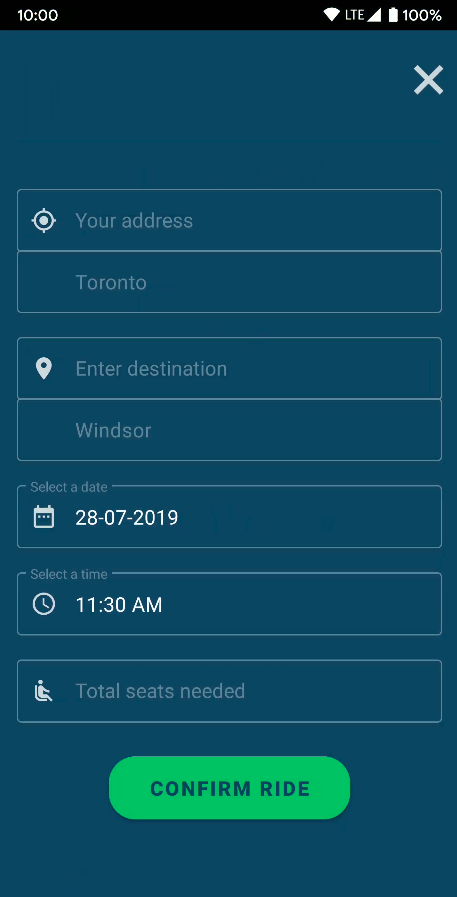 10:00
LTE 100%
Your address
Toronto
Enter destination
Windsor
Select a date
28-07-2019
Select a time
11:30 AM
Total seats needed
CONFIRM RIDE